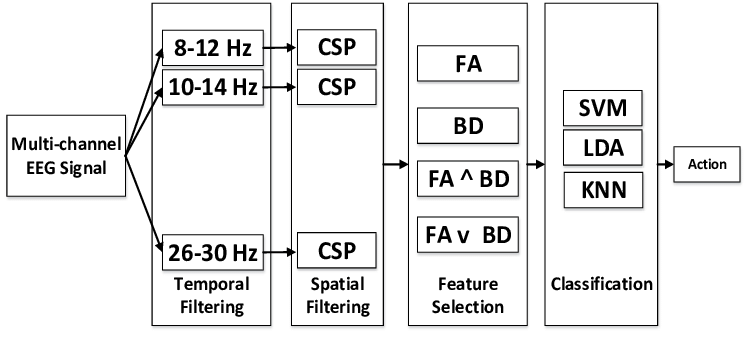 Multi-channel
EEG Signal
8-12 Hz
10-14 Hz
26-30 Hz
Temporal
Filtering
CSP
CSP
CSP
Spatial
Filtering
FA
BD
FA ^ BD
FA v BD
Feature
Selection
SVM
LDA
KNN
Classification
Action